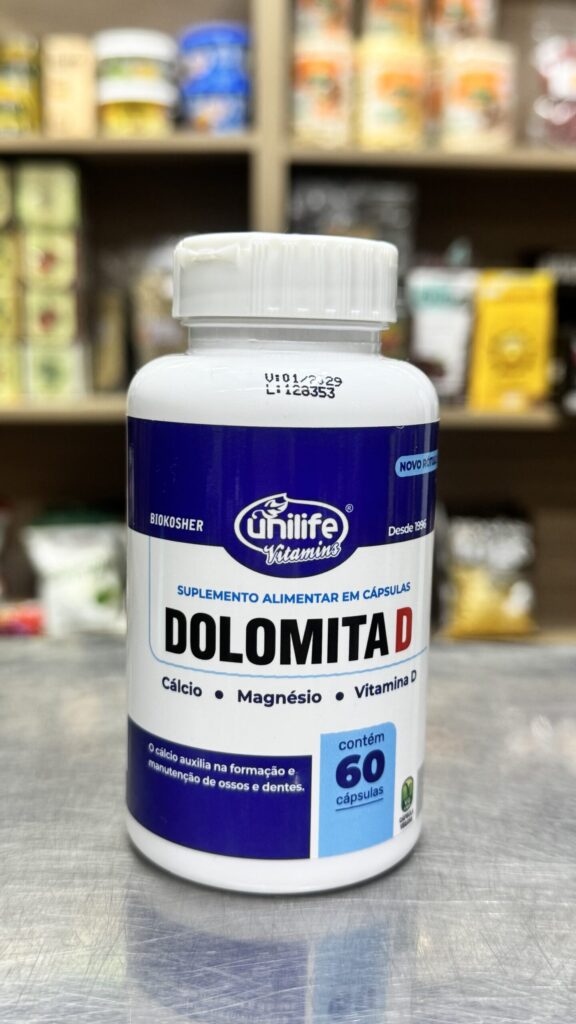 V:01/2029
L:128353
NOVO RÓTULO
BIOKOSHER
unilife®
Vitamins
Desde 1996
SUPLEMENTO ALIMENTAR EM CÁPSULAS
DOLOMITA D
Cálcio • Magnésio • Vitamina D
O cálcio auxilia na formação e
manutenção de ossos e dentes.
contém
60
cápsulas